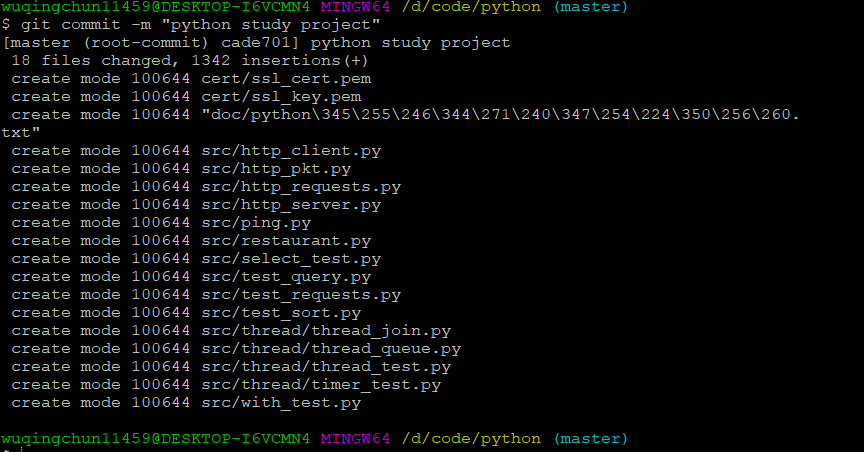 wuqingchun11459@DESKTOP-I6VCMN4 MINGW64 /d/code/python (master)
$ git commit -m "python study project"
[master (root-commit) cade701] python study project
 18 files changed, 1342 insertions(+)
 create mode 100644 cert/ssl_cert.pem
 create mode 100644 cert/ssl_key.pem
 create mode 100644 "doc/python\345\255\246\344\271\240\347\254\224\350\256\260.
txt"
 create mode 100644 src/http_client.py
 create mode 100644 src/http_pkt.py
 create mode 100644 src/http_requests.py
 create mode 100644 src/http_server.py
 create mode 100644 src/ping.py
 create mode 100644 src/restaurant.py
 create mode 100644 src/select_test.py
 create mode 100644 src/test_query.py
 create mode 100644 src/test_requests.py
 create mode 100644 src/test_sort.py
 create mode 100644 src/thread/thread_join.py
 create mode 100644 src/thread/thread_queue.py
 create mode 100644 src/thread/thread_test.py
 create mode 100644 src/thread/timer_test.py
 create mode 100644 src/with_test.py
wuqingchun11459@DESKTOP-I6VCMN4 MINGW64 /d/code/python (master)